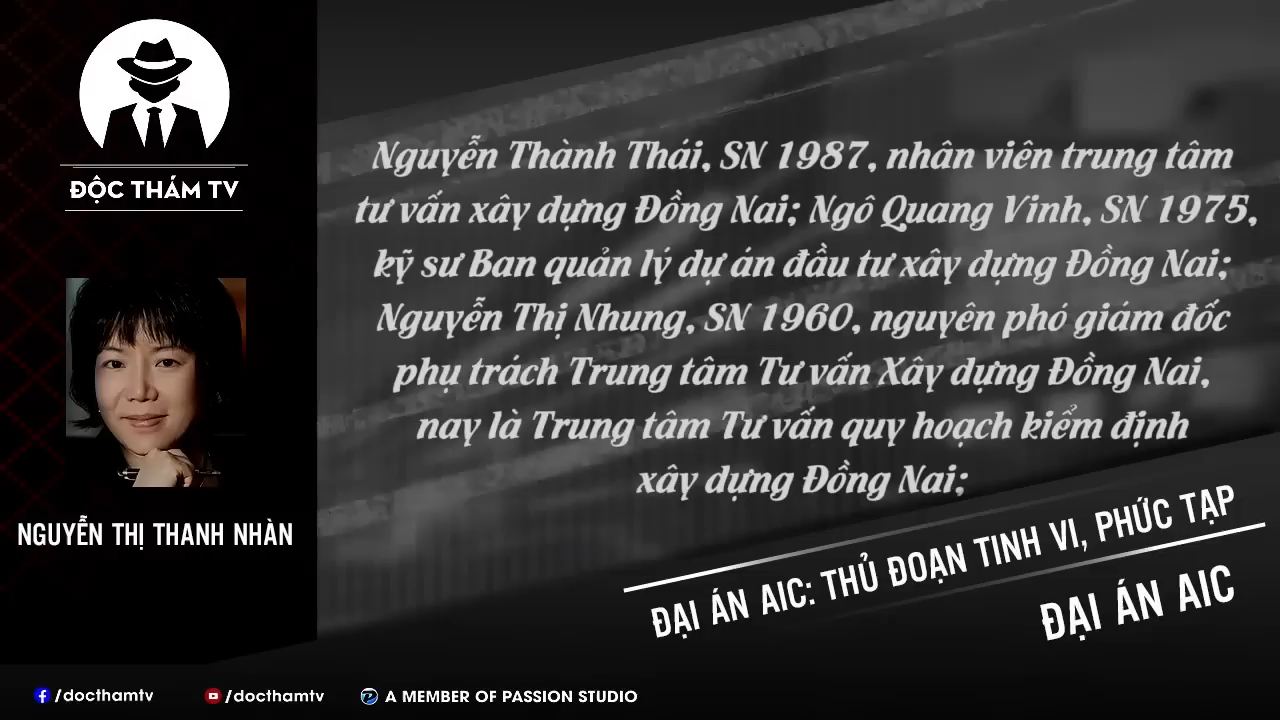 ĐỘC THÁM TV
NGUYỄN THỊ THANH NHÀN
Nguyễn Thành Thái, SN 1987, nhân viên trung tâm
tư vấn xây dựng Đồng Nai; Ngô Quang Vinh, SN 1975,
kỹ sư Ban quản lý dự án đầu tư xây dựng Đồng Nai;
Nguyễn Thị Nhung, SN 1960, nguyên phó giám đốc
phụ trách Trung tâm Tư vấn Xây dựng Đồng Nai,
nay là Trung tâm Tư vấn quy hoạch kiểm định
xây dựng Đồng Nai;
ĐẠI ÁN AIC: THỦ ĐOẠN TINH VI, PHỨC TẠP
ĐẠI ÁN AIC
/docthamtv
/docthamtv
A MEMBER OF PASSION STUDIO